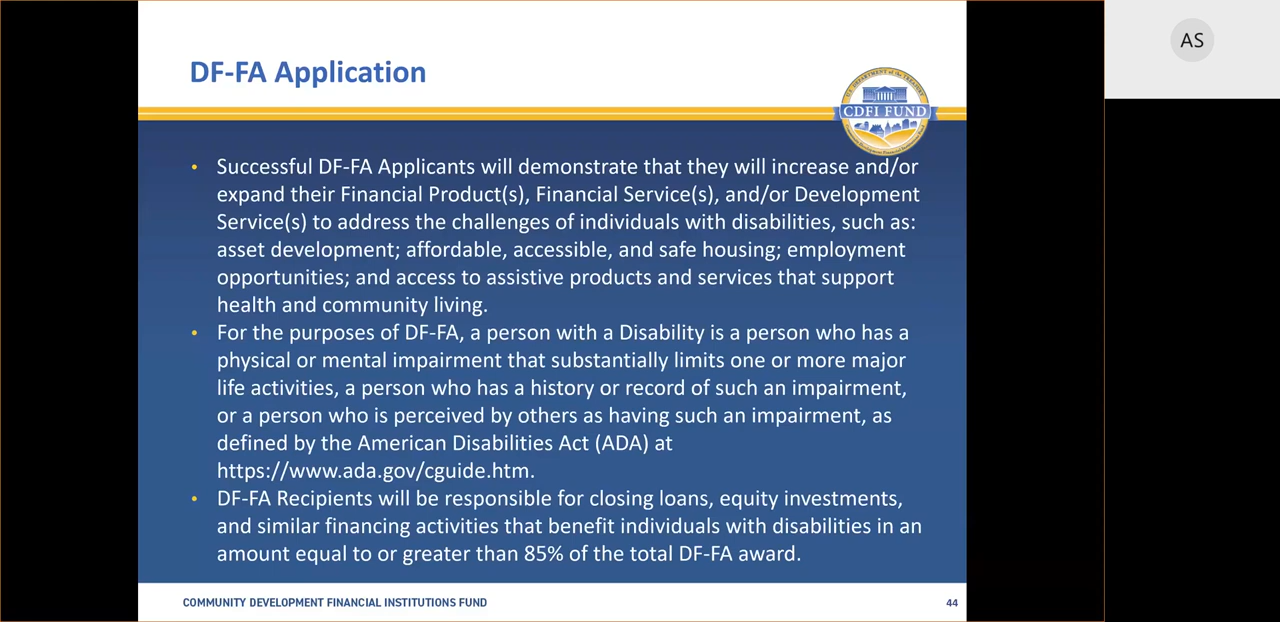 AS
DF-FA Application
U.S. DEPARTMENT of the TREASURY
CDFI FUND
• Successful DF-FA Applicants will demonstrate that they will increase and/or
expand their Financial Product(s), Financial Service(s), and/or Development
Service(s) to address the challenges of individuals with disabilities, such as:
asset development; affordable, accessible, and safe housing; employment
opportunities; and access to assistive products and services that support
health and community living.
• For the purposes of DF-FA, a person with a Disability is a person who has a
physical or mental impairment that substantially limits one or more major
life activities, a person who has a history or record of such an impairment,
or a person who is perceived by others as having such an impairment, as
defined by the American Disabilities Act (ADA) at
https://www.ada.gov/cguide.htm.
• DF-FA Recipients will be responsible for closing loans, equity investments,
and similar financing activities that benefit individuals with disabilities in an
amount equal to or greater than 85% of the total DF-FA award.
COMMUNITY DEVELOPMENT FINANCIAL INSTITUTIONS FUND
44